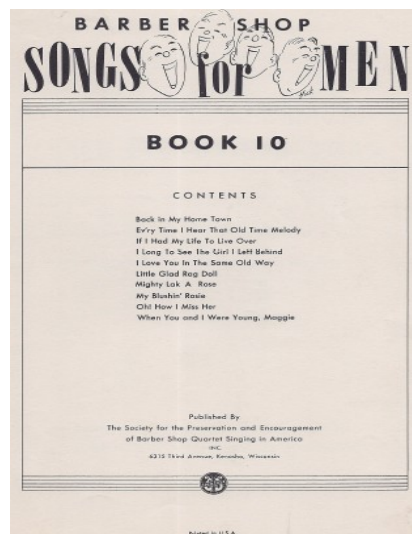 BARBER SHOP
SONGS for MEN
BOOK 10
CONTENTS
Back In My Home Town
Ev'ry Time I Hear That Old Time Melody
If I Had My Life To Live Over
I Long To See The Girl I Left Behind
I Love You In The Same Old Way
Little Glad Rag Doll
Mighty Lak A Rose
My Blushin' Rosie
Oh! How I Miss Her
When You and I Were Young, Maggie
Published By
The Society for the Preservation and Encouragement
of Barber Shop Quartet Singing in America
INC.
6315 Third Avenue, Kenosha, Wisconsin
Printed in U.S.A.